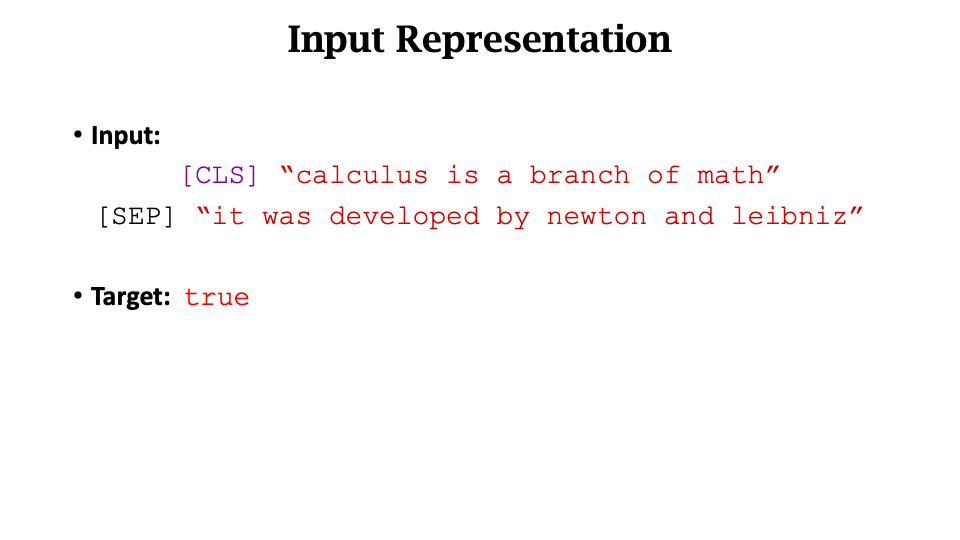 Input Representation
• Input:
[CLS] “calculus is a branch of math”
[SEP] “it was developed by newton and leibniz”
• Target: true